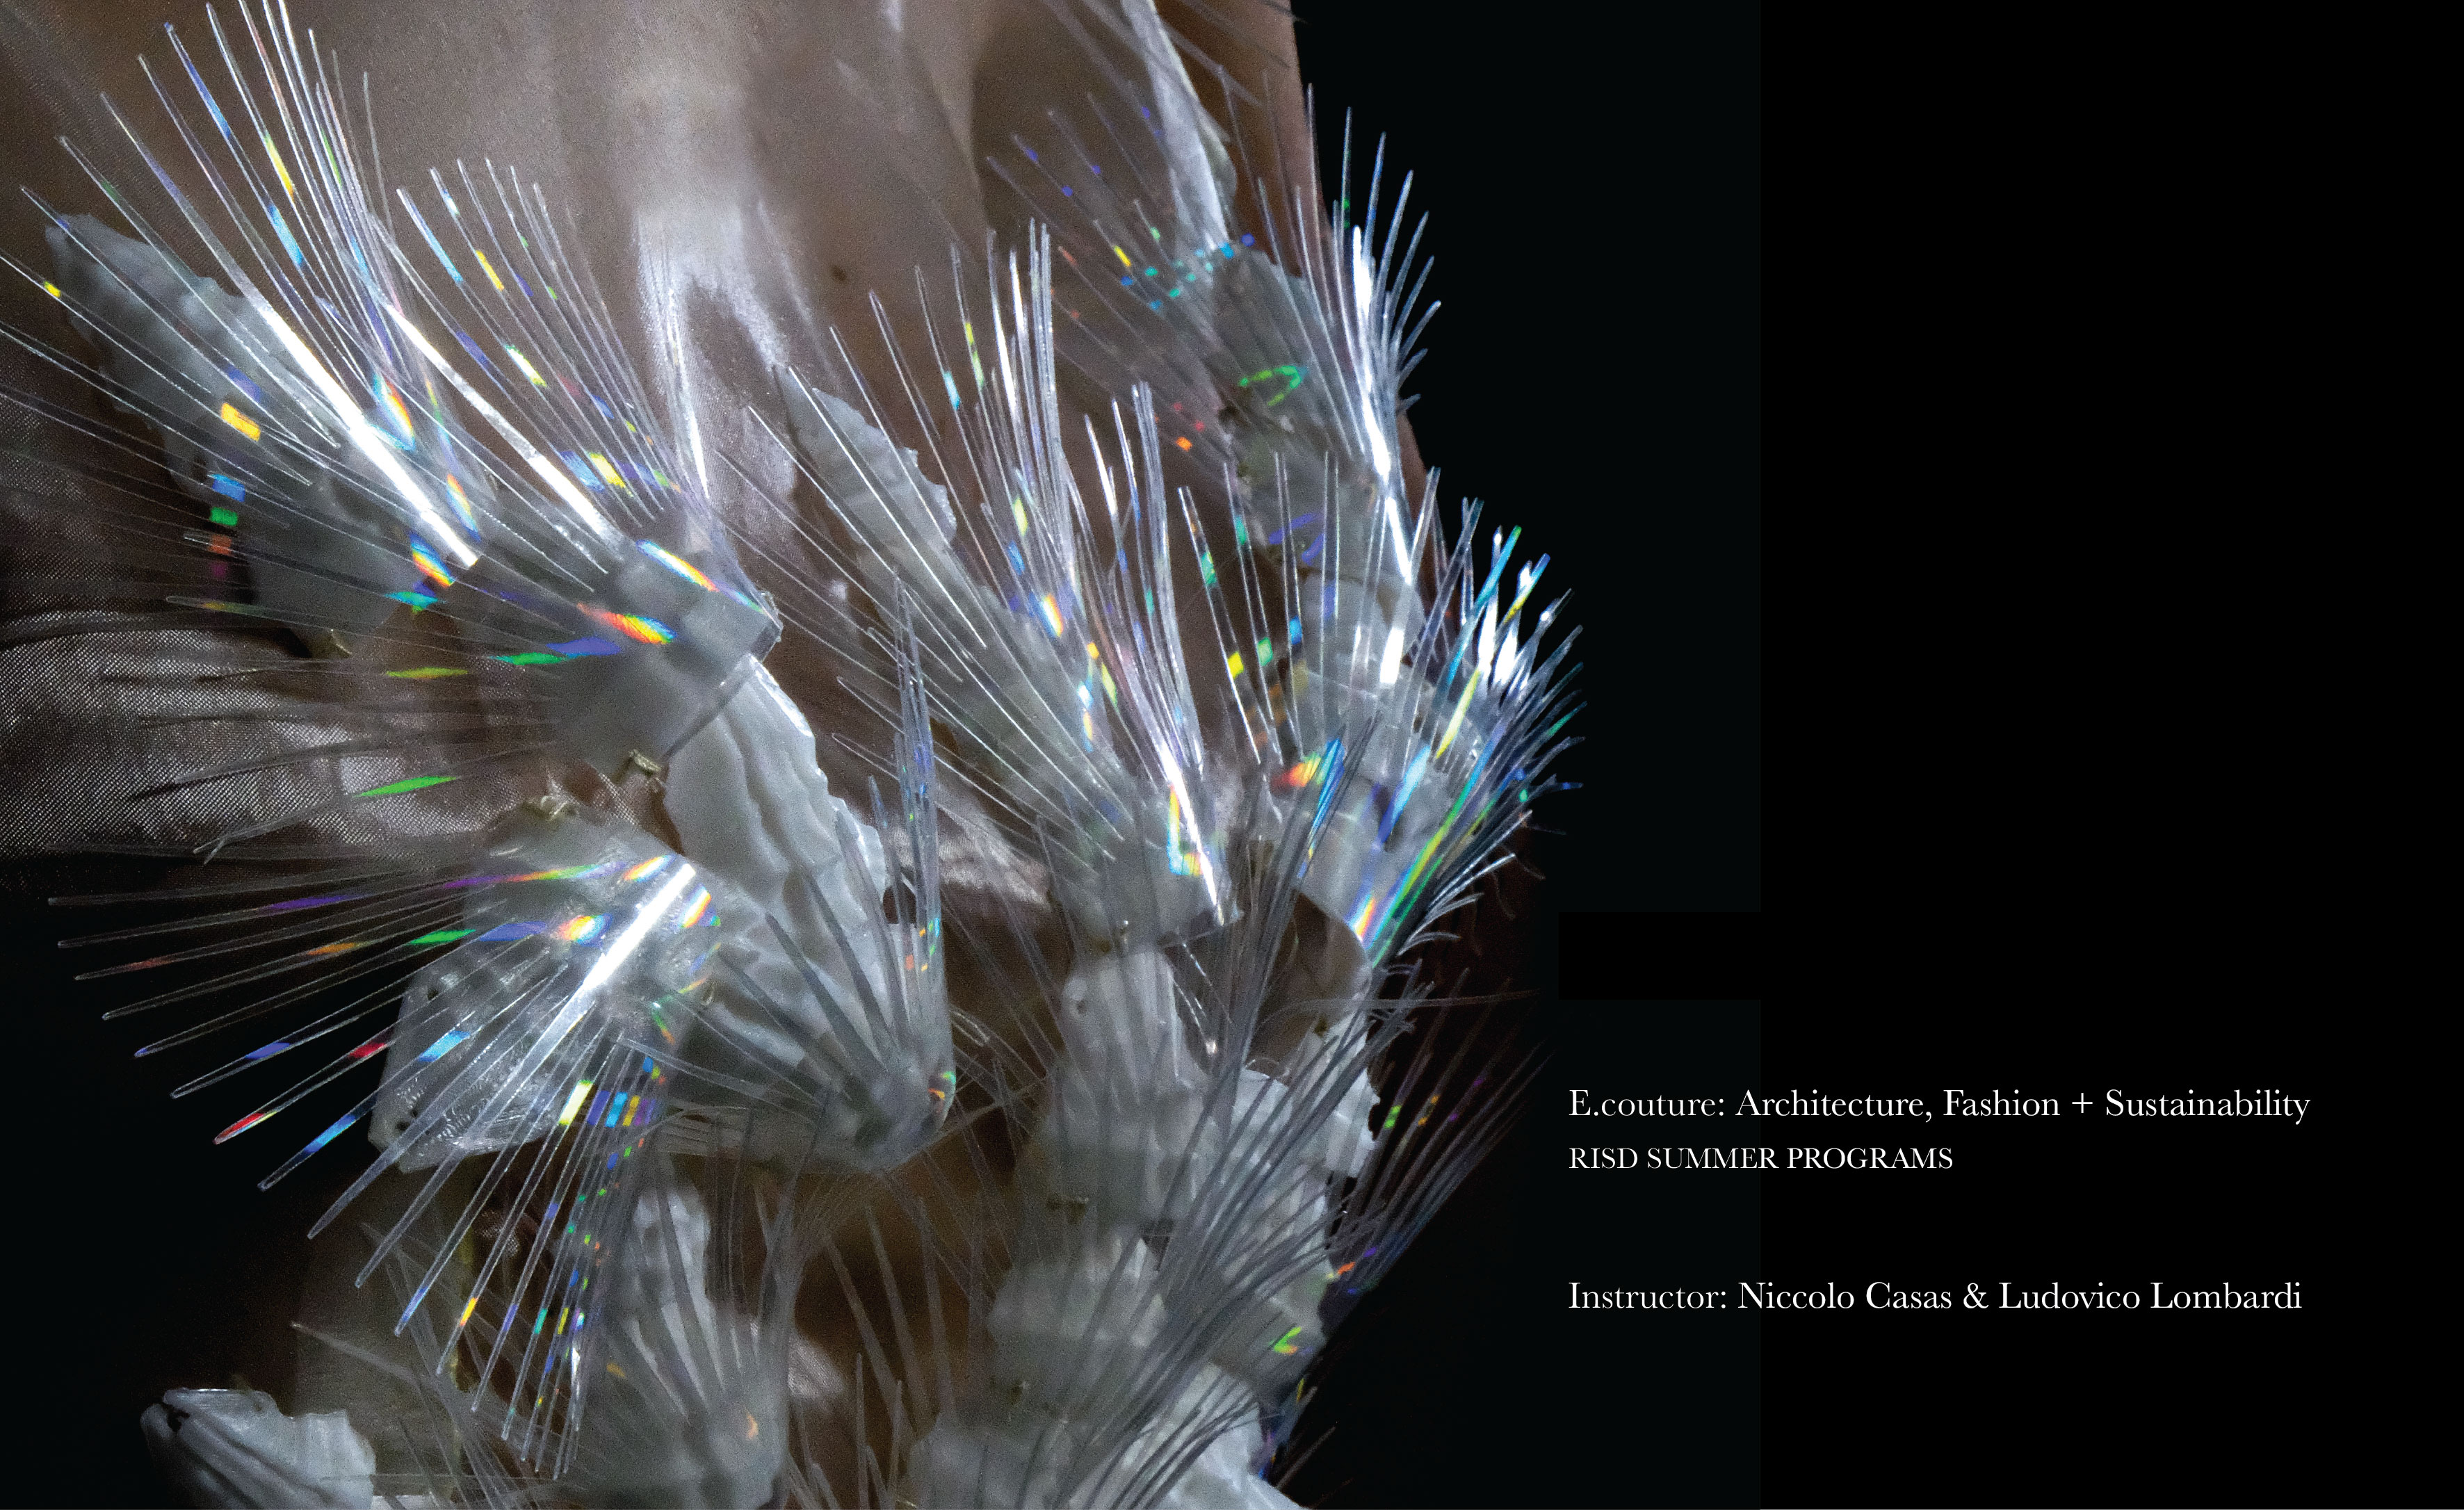 E.couture: Architecture, Fashion + Sustainability
RISD SUMMER PROGRAMS
Instructor: Niccolo Casas & Ludovico Lombardi